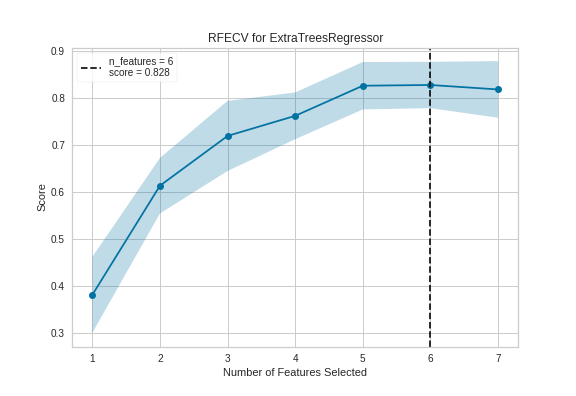 RFECV for ExtraTreesRegressor
n_features = 6
score = 0.828
0.9
0.8
0.7
0.6
0.5
0.4
0.3
Score
1 2 3 4 5 6 7
Number of Features Selected